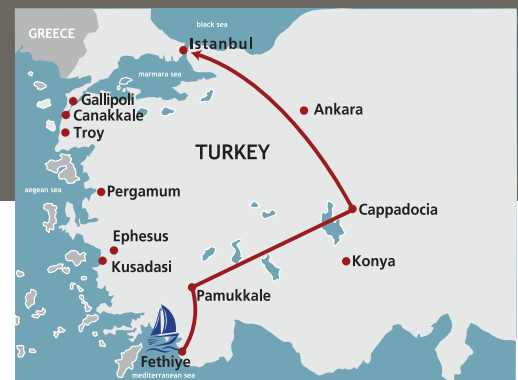 black sea
GREECE
Istanbul
marmara sea
Gallipoli
Canakkale
Troy
Ankara
TURKEY
aegean sea
Pergamum
Cappadocia
Ephesus
Kusadasi
Konya
Pamukkale
Fethiye
mediterranean sea